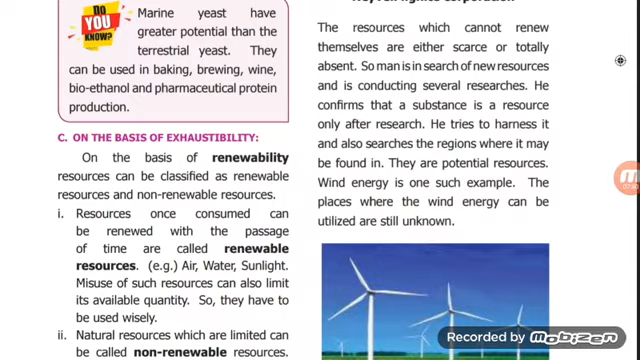 DO
YOU
KNOW?
Marine yeast have
greater potential than the
terrestrial yeast. They
can be used in baking, brewing, wine,
bio-ethanol and pharmaceutical protein
production.
C. ON THE BASIS OF EXHAUSTIBILITY:
On the basis of renewability
resources can be classified as renewable
resources and non-renewable resources.
i. Resources once consumed can
be renewed with the passage
of time are called renewable
resources. (e.g.) Air, Water, Sunlight.
Misuse of such resources can also limit
its available quantity. So, they have to
be used wisely.
ii. Natural resources which are limited can
be called non-renewable resources.
The resources which cannot renew
themselves are either scarce or totally
absent. So man is in search of new resources
and is conducting several researches. He
confirms that a substance is a resource
only after research. He tries to harness it
and also searches the regions where it may
be found in. They are potential resources.
Wind energy is one such example. The
places where the wind energy can be
utilized are still unknown.
Recorded by mobizen